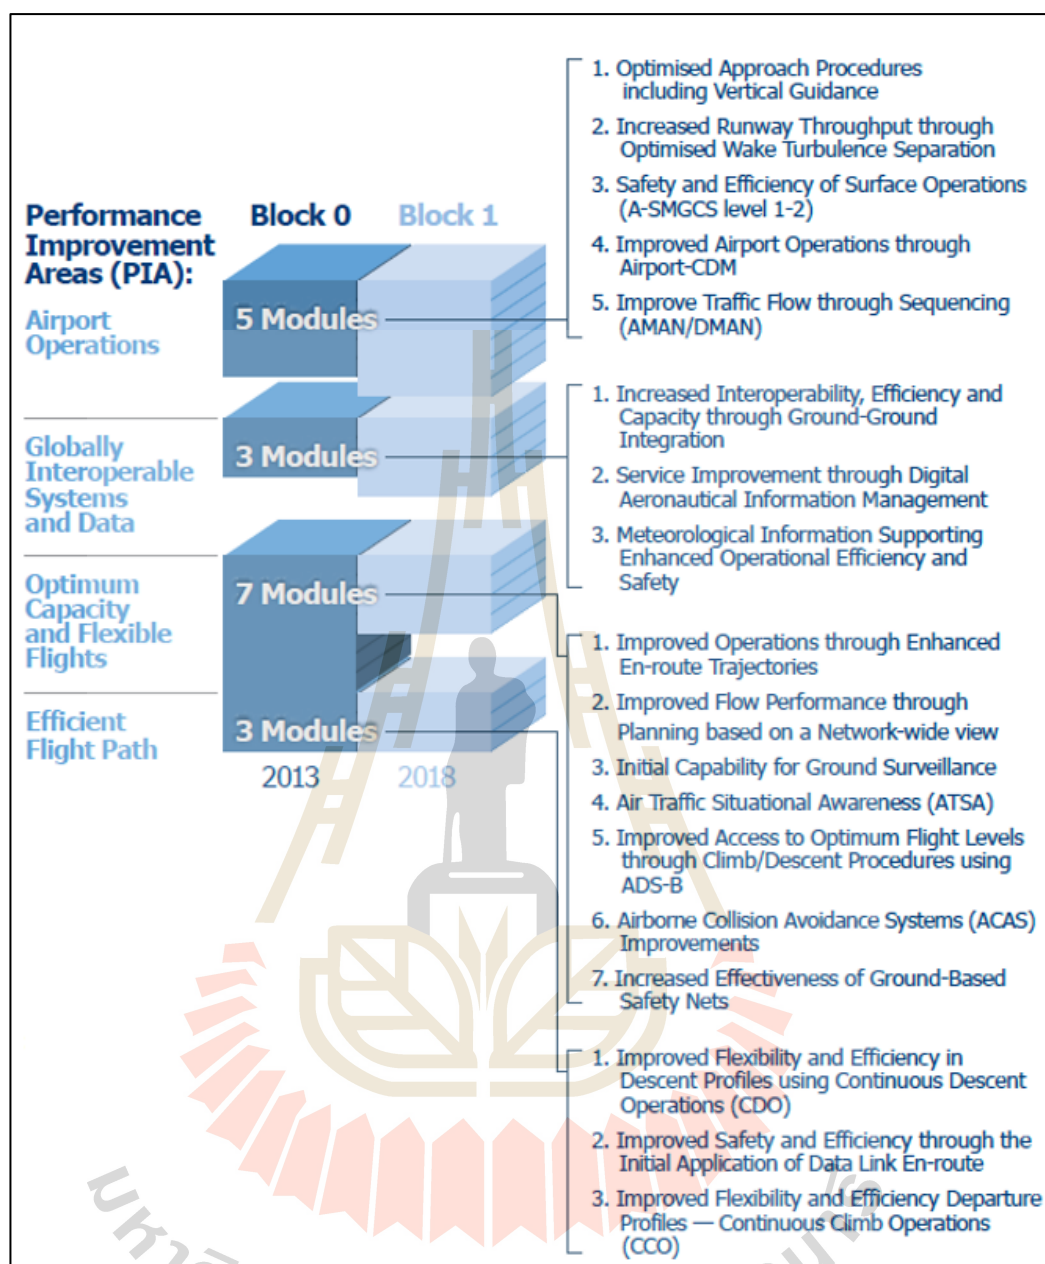 Performance
Improvement
Areas (PIA):
Block 0
Block 1
Airport
Operations
5 Modules
Globally
Interoperable
Systems
and Data
3 Modules
Optimum
Capacity
and Flexible
Flights
7 Modules
Efficient
Flight Path
3 Modules
2013
2018
1. Optimised Approach Procedures
including Vertical Guidance
2. Increased Runway Throughput through
Optimised Wake Turbulence Separation
3. Safety and Efficiency of Surface Operations
(A-SMGCS level 1-2)
4. Improved Airport Operations through
Airport-CDM
5. Improve Traffic Flow through Sequencing
(AMAN/DMAN)
1. Increased Interoperability, Efficiency and
Capacity through Ground-Ground
Integration
2. Service Improvement through Digital
Aeronautical Information Management
3. Meteorological Information Supporting
Enhanced Operational Efficiency and
Safety
1. Improved Operations through Enhanced
En-route Trajectories
2. Improved Flow Performance through
Planning based on a Network-wide view
3. Initial Capability for Ground Surveillance
4. Air Traffic Situational Awareness (ATSA)
5. Improved Access to Optimum Flight Levels
through Climb/Descent Procedures using
ADS-B
6. Airborne Collision Avoidance Systems (ACAS)
Improvements
7. Increased Effectiveness of Ground-Based
Safety Nets
1. Improved Flexibility and Efficiency in
Descent Profiles using Continuous Descent
Operations (CDO)
2. Improved Safety and Efficiency through the
Initial Application of Data Link En-route
3. Improved Flexibility and Efficiency Departure
Profiles — Continuous Climb Operations
(CCO)